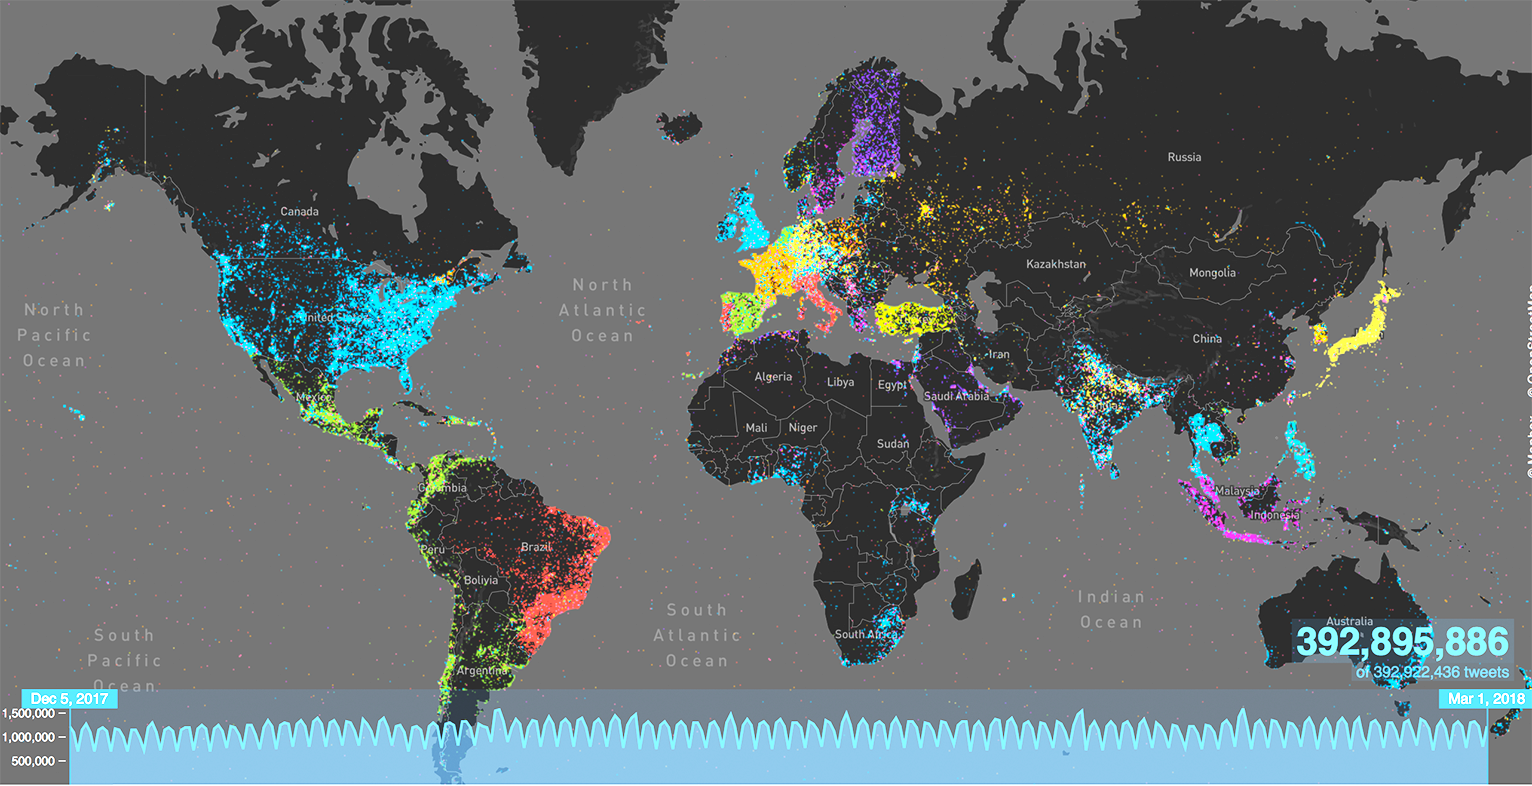 Russia
Canada
Kazakhstan
Mongolia
North
Pacific
Ocean
North
Atlantic
Ocean
United States
China
Iran
Algeria
Libya
Egypt
Saudi Arabia
India
Mexico
Mali
Niger
Sudan
Colombia
Malaysia
Indonesia
Peru
Brazil
Bolivia
South
Atlantic
Ocean
Indian
Ocean
South Africa
Australia
South
Pacific
Ocean
Argentina
392,895,886
of 392,922,436 tweets
Dec 5, 2017
Mar 1, 2018
1,500,000
1,000,000
500,000